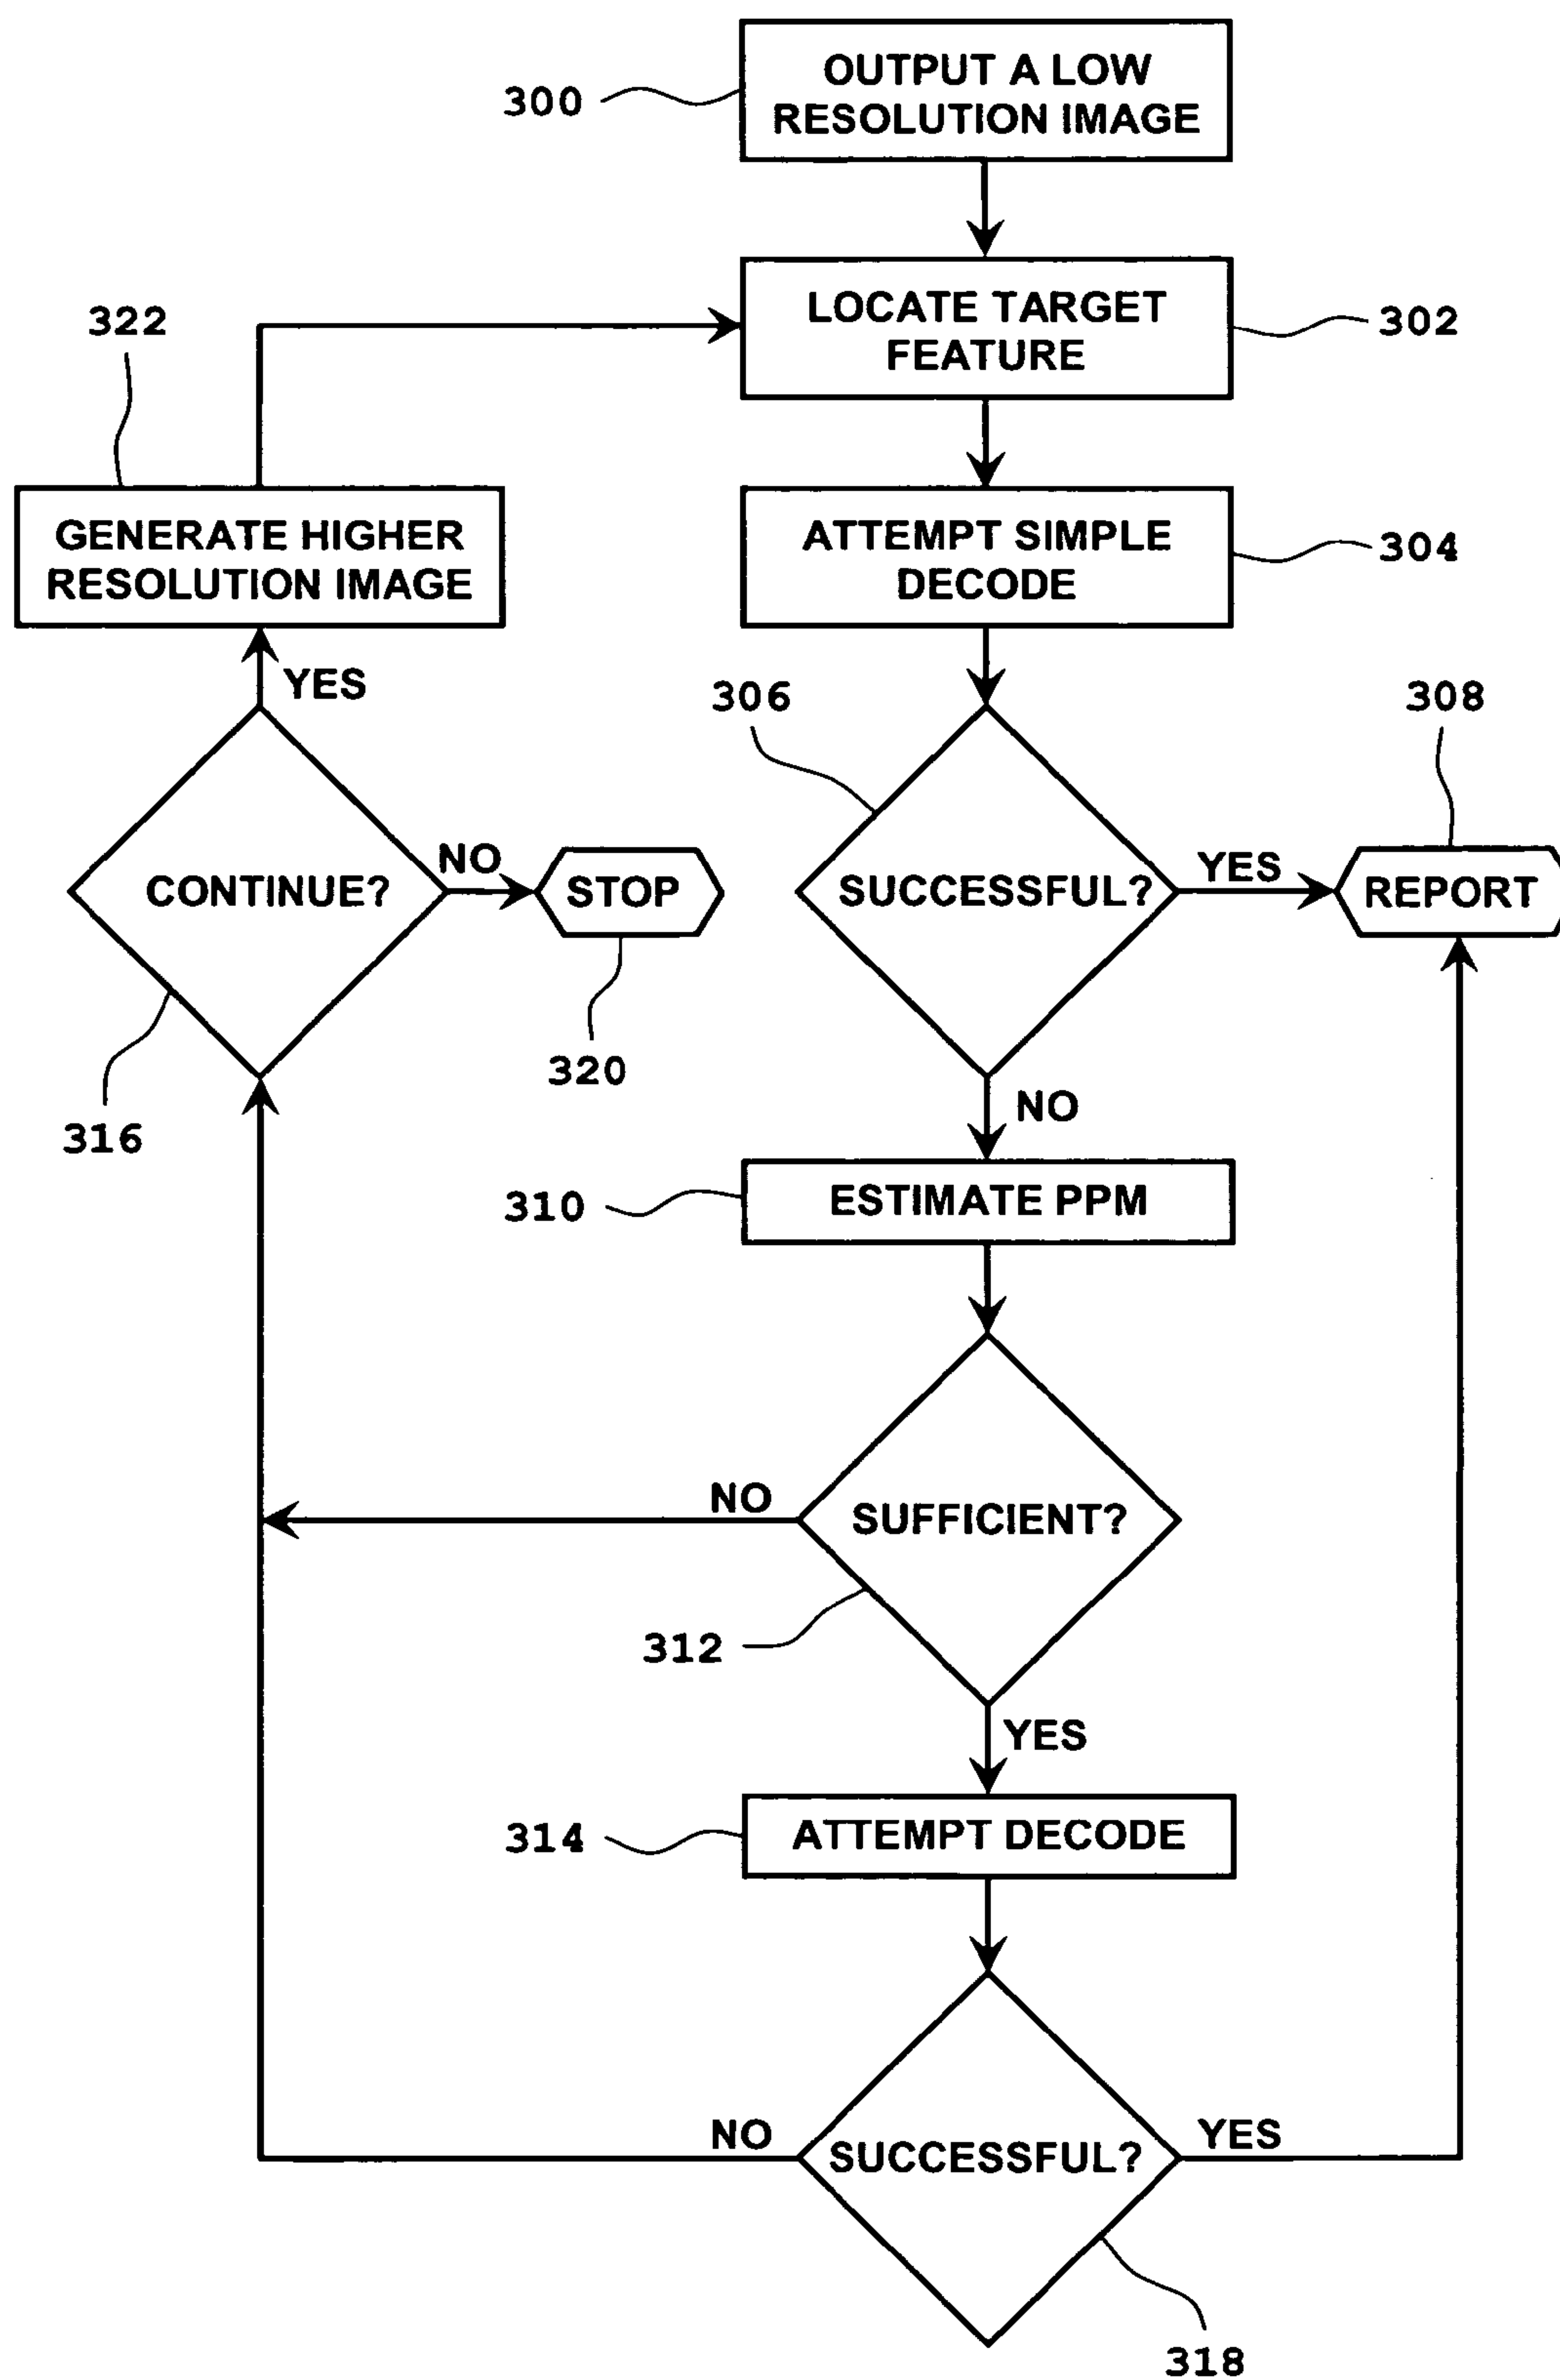 OUTPUT A LOW
RESOLUTION IMAGE
300
LOCATE TARGET
FEATURE
302
322
GENERATE HIGHER
RESOLUTION IMAGE
ATTEMPT SIMPLE
DECODE
304
YES
306
308
CONTINUE?
NO
STOP
SUCCESSFUL?
YES
REPORT
320
316
NO
310
ESTIMATE PPM
NO
SUFFICIENT?
312
YES
314
ATTEMPT DECODE
NO
SUCCESSFUL?
YES
318